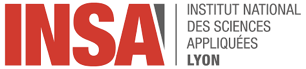 INSA
INSTITUT NATIONAL
DES SCIENCES
APPLIQUÉES
LYON